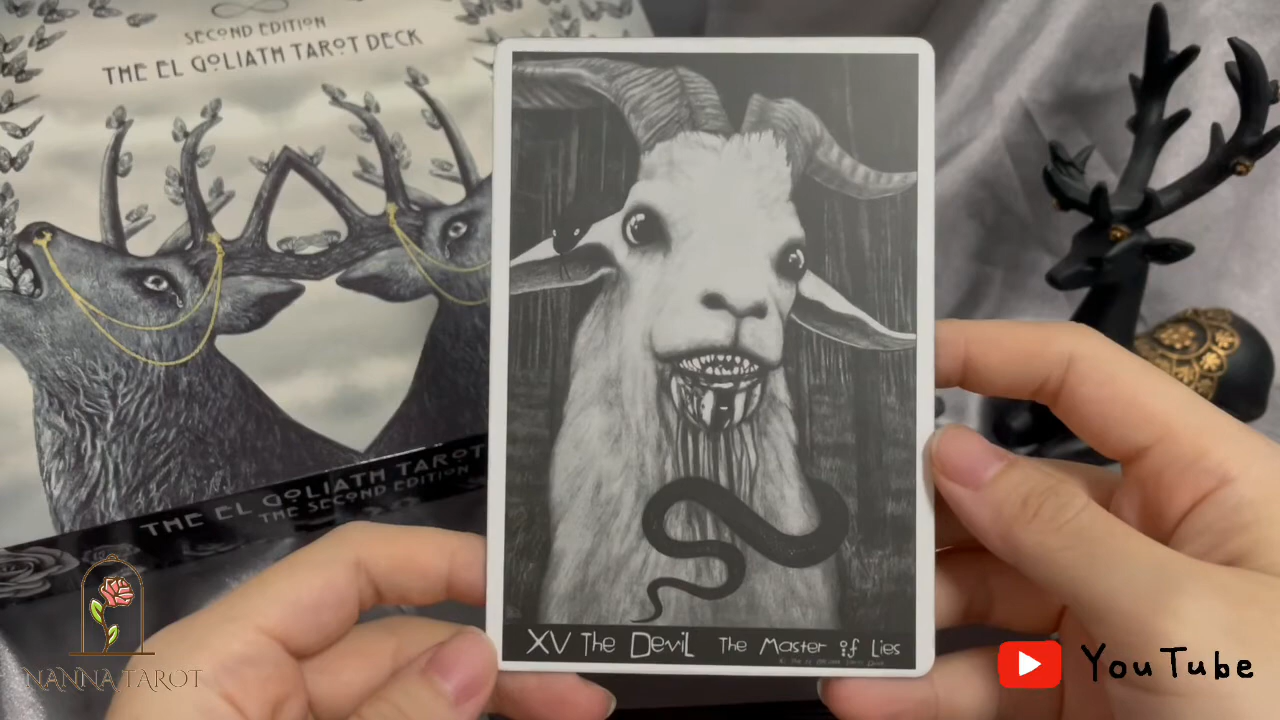 SECOND EDITION
THE EL GOLIATH TAROT DECK
THE EL GOLIATH TAROT
THE SECOND EDITION
XV The Devil The Master of Lies
NANNA TAROT
YouTube